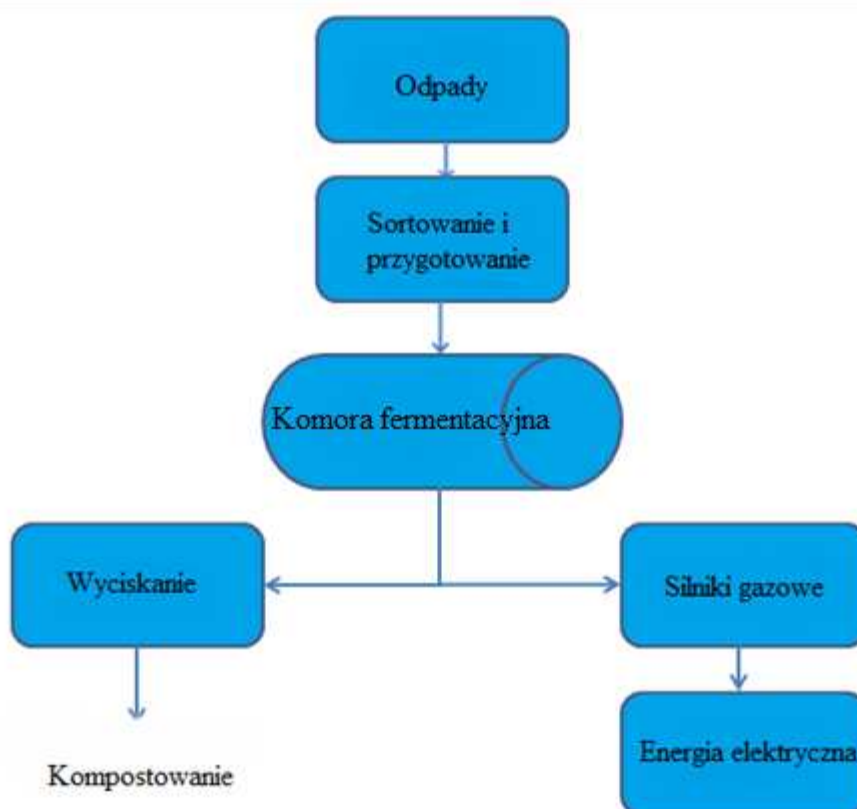 Odpady
Sortowanie i
przygotowanie
Komora fermentacyjna
Wyciskanie
Silniki gazowe
Kompostowanie
Energia elektryczna